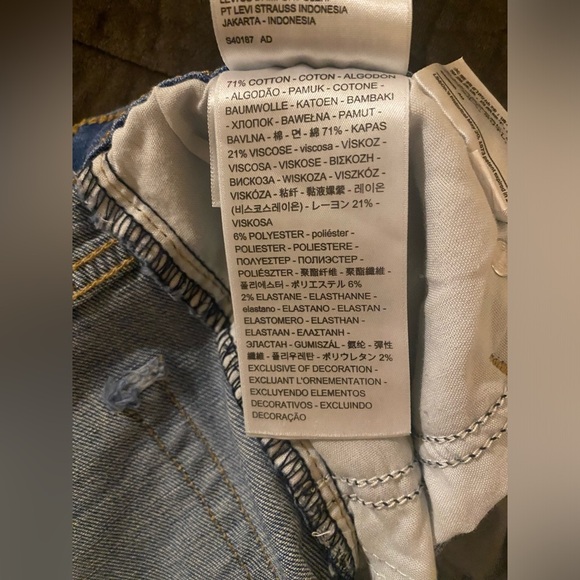 PT LEVI STRAUSS INDONESIA
JAKARTA - INDONESIA
S40187 AD
71% COTTON - COTON - ALGODÓN
- ALGODÃO - PAMUK - COTONE -
BAUMWOLLE - KATOEN - BAMBAKI
- ХЛОПОК - BAWEŁNA - PAMUT -
BAVLNA - 棉 - 면 - 綿 71% - KAPAS
21% VISCOSE - viscosa - VİSKOZ -
VISCOSA - VISKOSE - ΒΙΣΚΟΖΗ -
ВИСКОЗА - WISKOZA - VISZKÓZ -
VISKÓZA - 粘纤 - 黏液嫘縈 - 레이온
(비스코스레이온) - レーヨン 21% -
VISKOSA
6% POLYESTER - poliéster -
POLIESTER - POLIESTERE -
ΠΟΛΥΕΣΤΕΡ - ПОЛИЭСТЕР -
POLIÉSZTER - 聚酯纤维 - 聚酯纖維 -
폴리에스터 - ポリエステル 6%
2% ELASTANE - ELASTHANNE -
elastano - ELASTANO - ELASTAN -
ELASTOMERO - ELASTHAN -
ELASTAAN - ΕΛΑΣΤΑΝΗ -
ЭЛАСТАН - GUMISZÁL - 氨纶 - 彈性
纖維 - 폴리우레탄 - ポリウレタン 2%
EXCLUSIVE OF DECORATION -
EXCLUANT L'ORNEMENTATION -
EXCLUYENDO ELEMENTOS
DECORATIVOS - EXCLUINDO
DECORAÇÃO